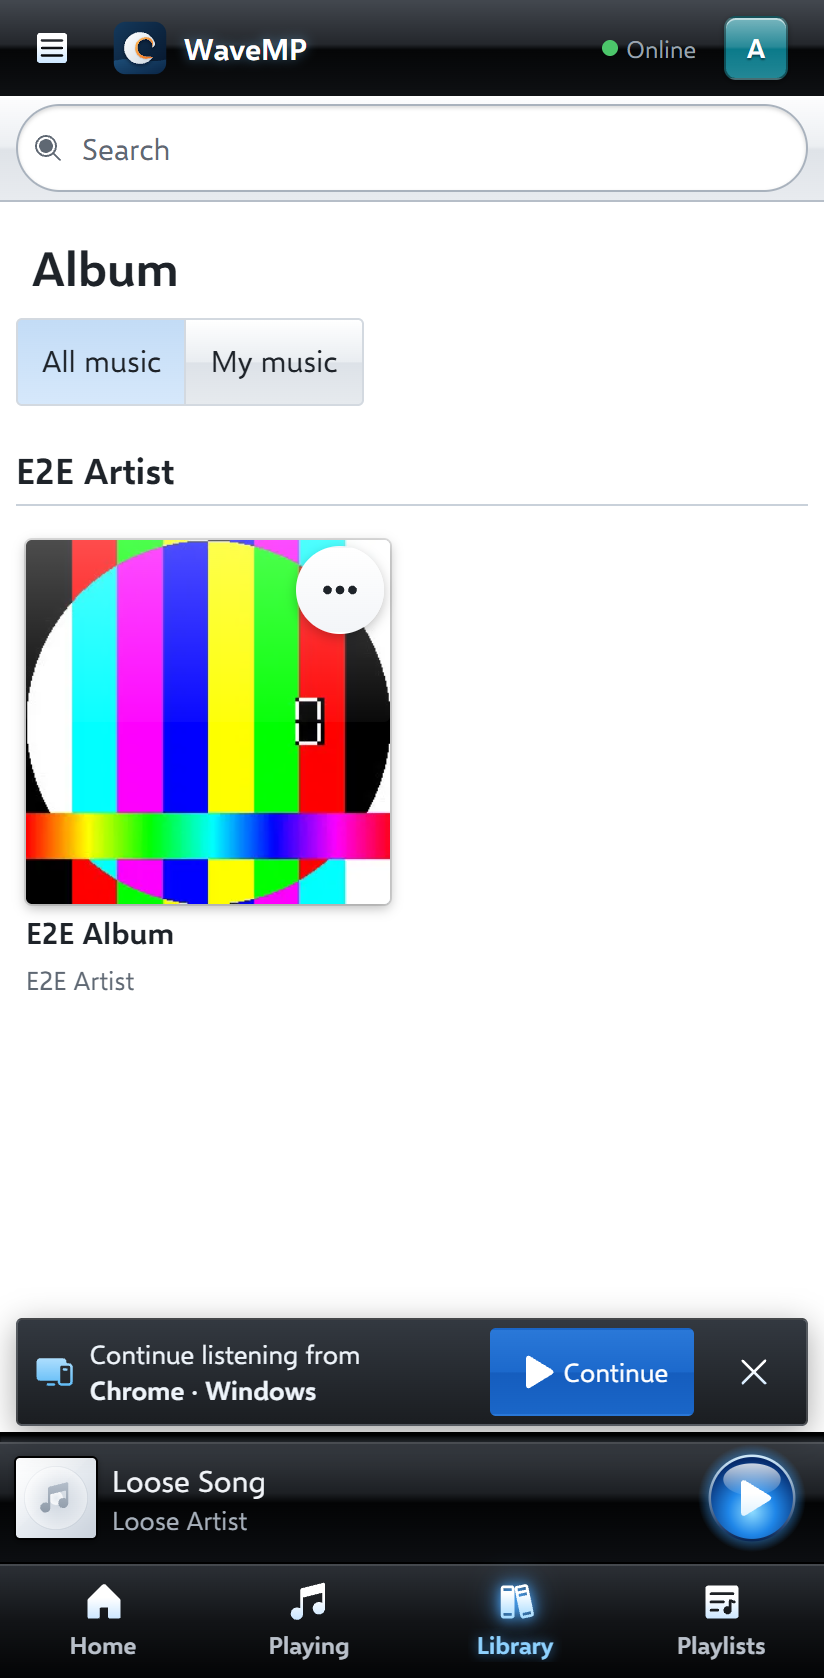 WaveMP
Online
A
Search
Album
All music
My music
E2E Artist
0
E2E Album
E2E Artist
Continue listening from
Chrome · Windows
Continue
Loose Song
Loose Artist
Home
Playing
Library
Playlists